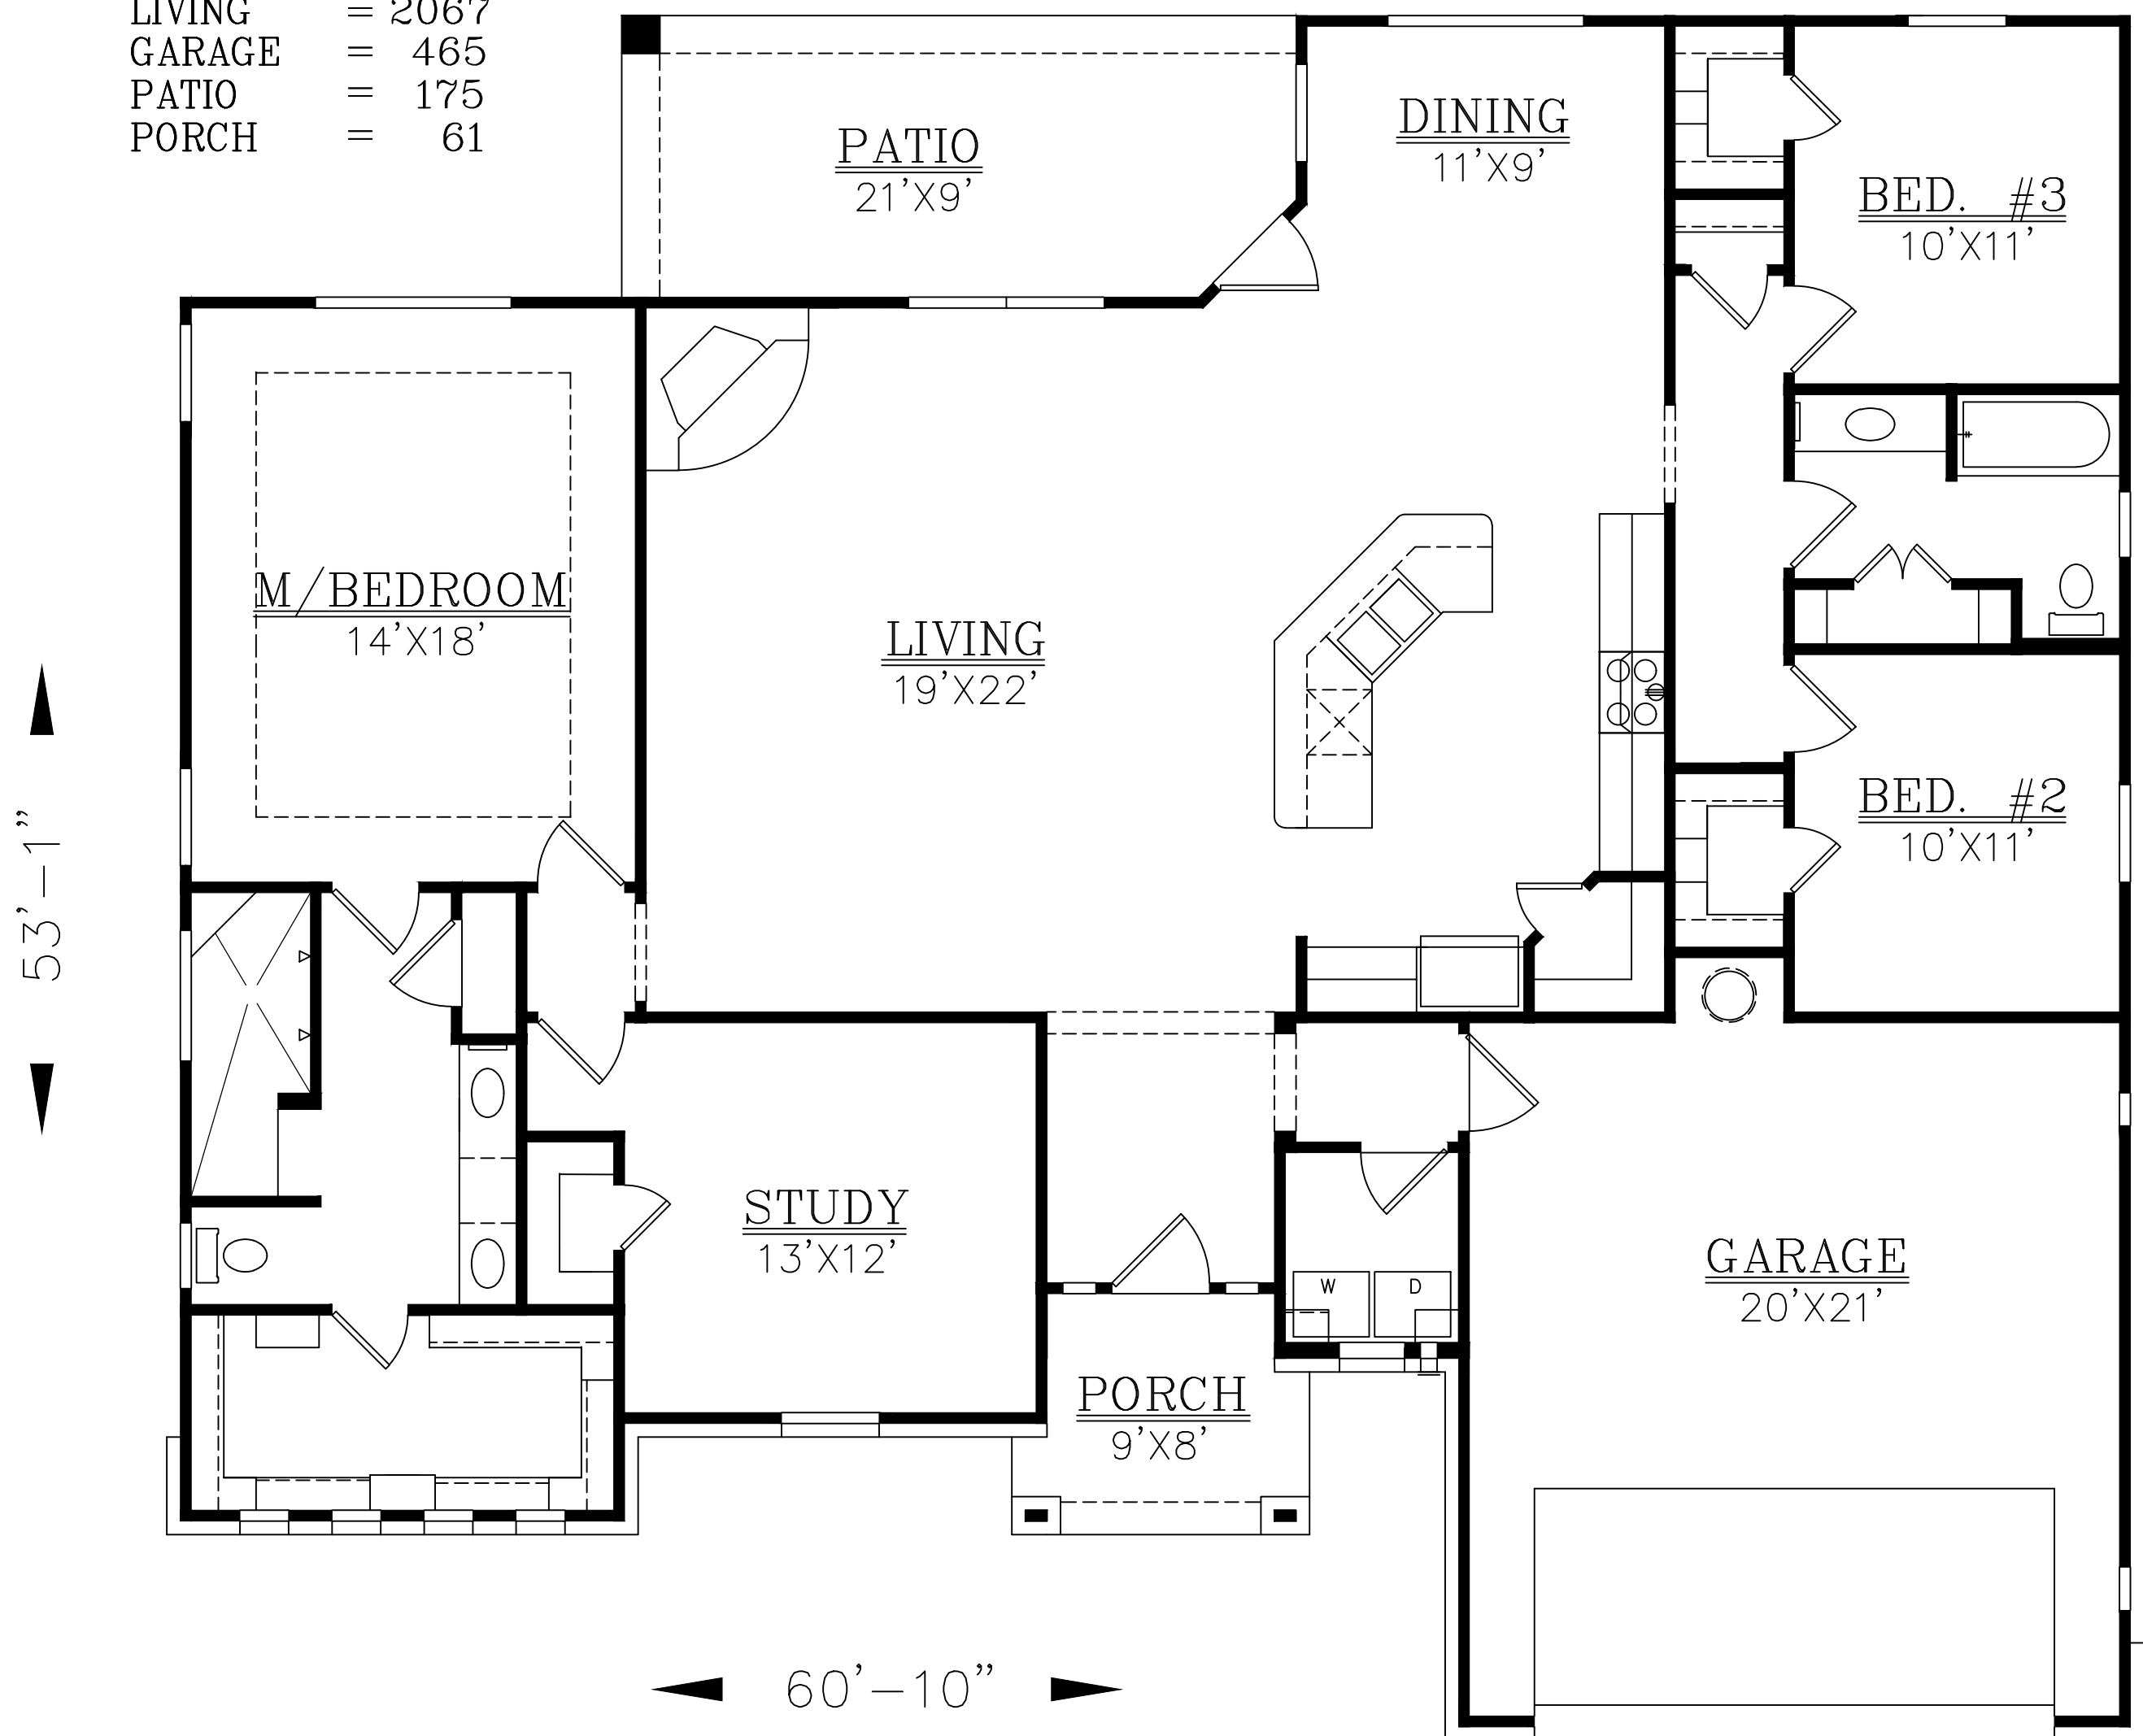 LIVING = 2067
GARAGE = 465
PATIO = 175
PORCH = 61
PATIO
21'X9'
DINING
11'X9'
BED. #3
10'X11'
M/BEDROOM
14'X18'
LIVING
19'X22'
BED. #2
10'X11'
53'-1"
STUDY
13'X12'
W
D
GARAGE
20'X21'
PORCH
9'X8'
60'-10"